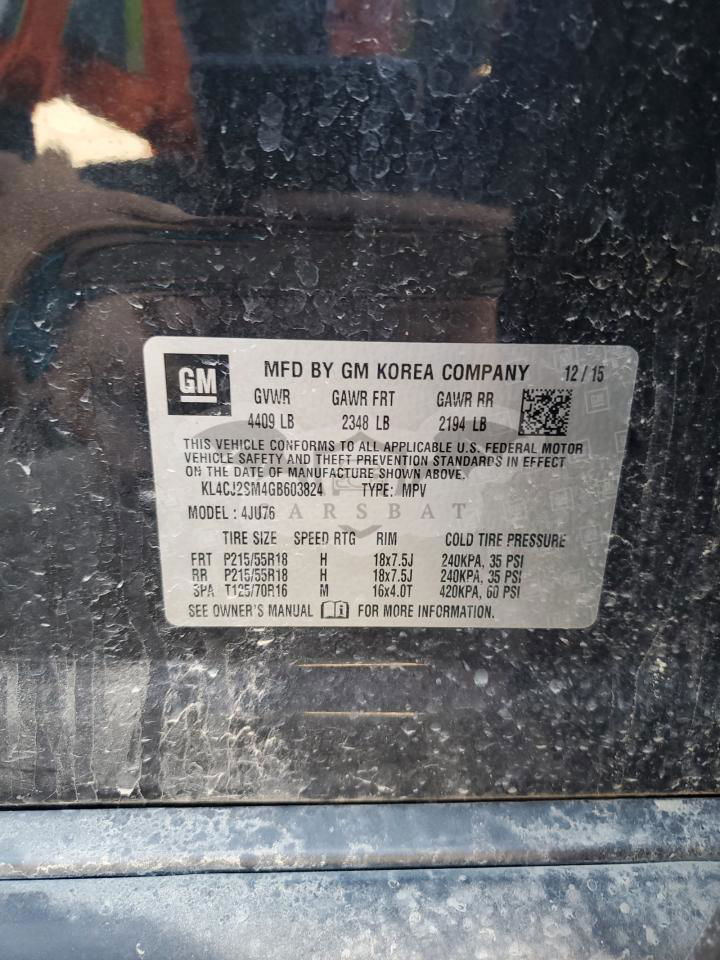 GM
MFD BY GM KOREA COMPANY 12/15
GVWR GAWR FRT GAWR RR
4409 LB 2348 LB 2194 LB
THIS VEHICLE CONFORMS TO ALL APPLICABLE U.S. FEDERAL MOTOR
VEHICLE SAFETY AND THEFT PREVENTION STANDARDS IN EFFECT
ON THE DATE OF MANUFACTURE SHOWN ABOVE.
KL4CJ2SM4GB603824 TYPE: MPV
MODEL : 4JU76
ARSBAT
TIRE SIZE SPEED RTG RIM COLD TIRE PRESSURE
FRT P215/55R18 H 18x7.5J 240KPA, 35 PSI
RR P215/55R18 H 18x7.5J 240KPA, 35 PSI
SPA T125/70R16 M 16x4.0T 420KPA, 60 PSI
SEE OWNER'S MANUAL FOR MORE INFORMATION.